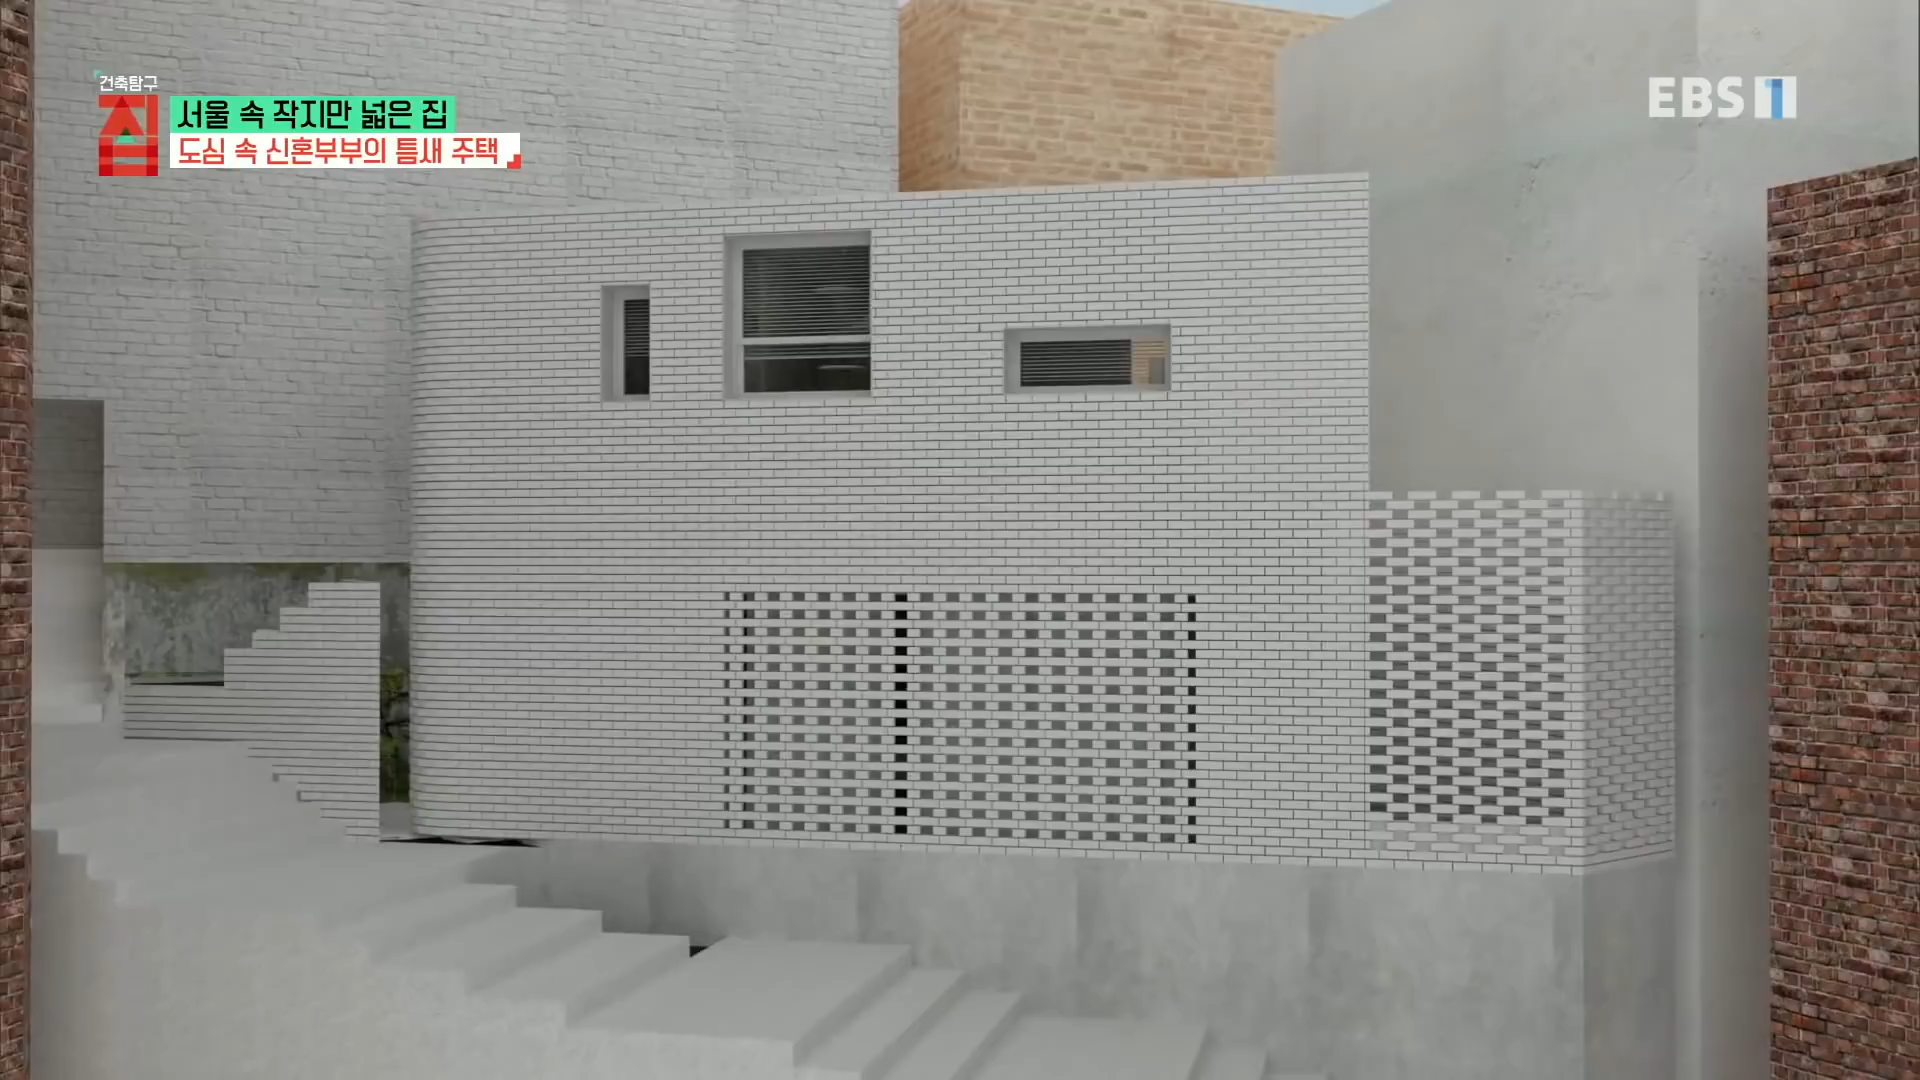 건축탐구
집
서울 속 작지만 넓은 집
도심 속 신혼부부의 틈새 주택
EBS 1